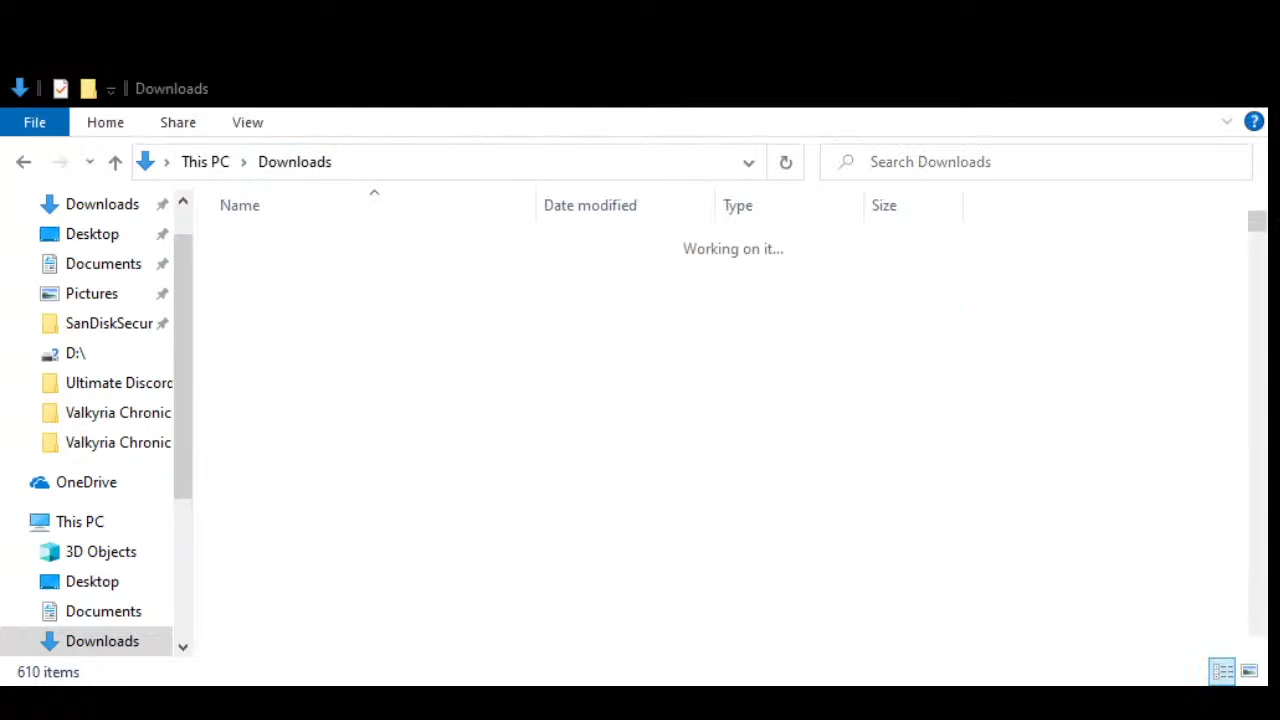 Downloads
File Home Share View
This PC Downloads Search Downloads
Name Date modified Type Size
Working on it...
Downloads
Desktop
Documents
Pictures
SanDiskSecur
D:\
Ultimate Discord
Valkyria Chronic
Valkyria Chronic
OneDrive
This PC
3D Objects
Desktop
Documents
Downloads
610 items